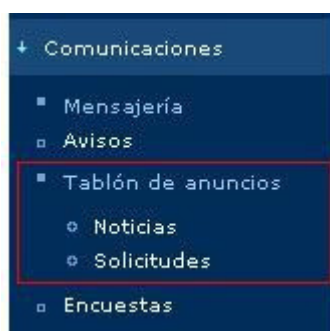 Comunicaciones
Mensajería
Avisos
Tablón de anuncios
Noticias
Solicitudes
Encuestas